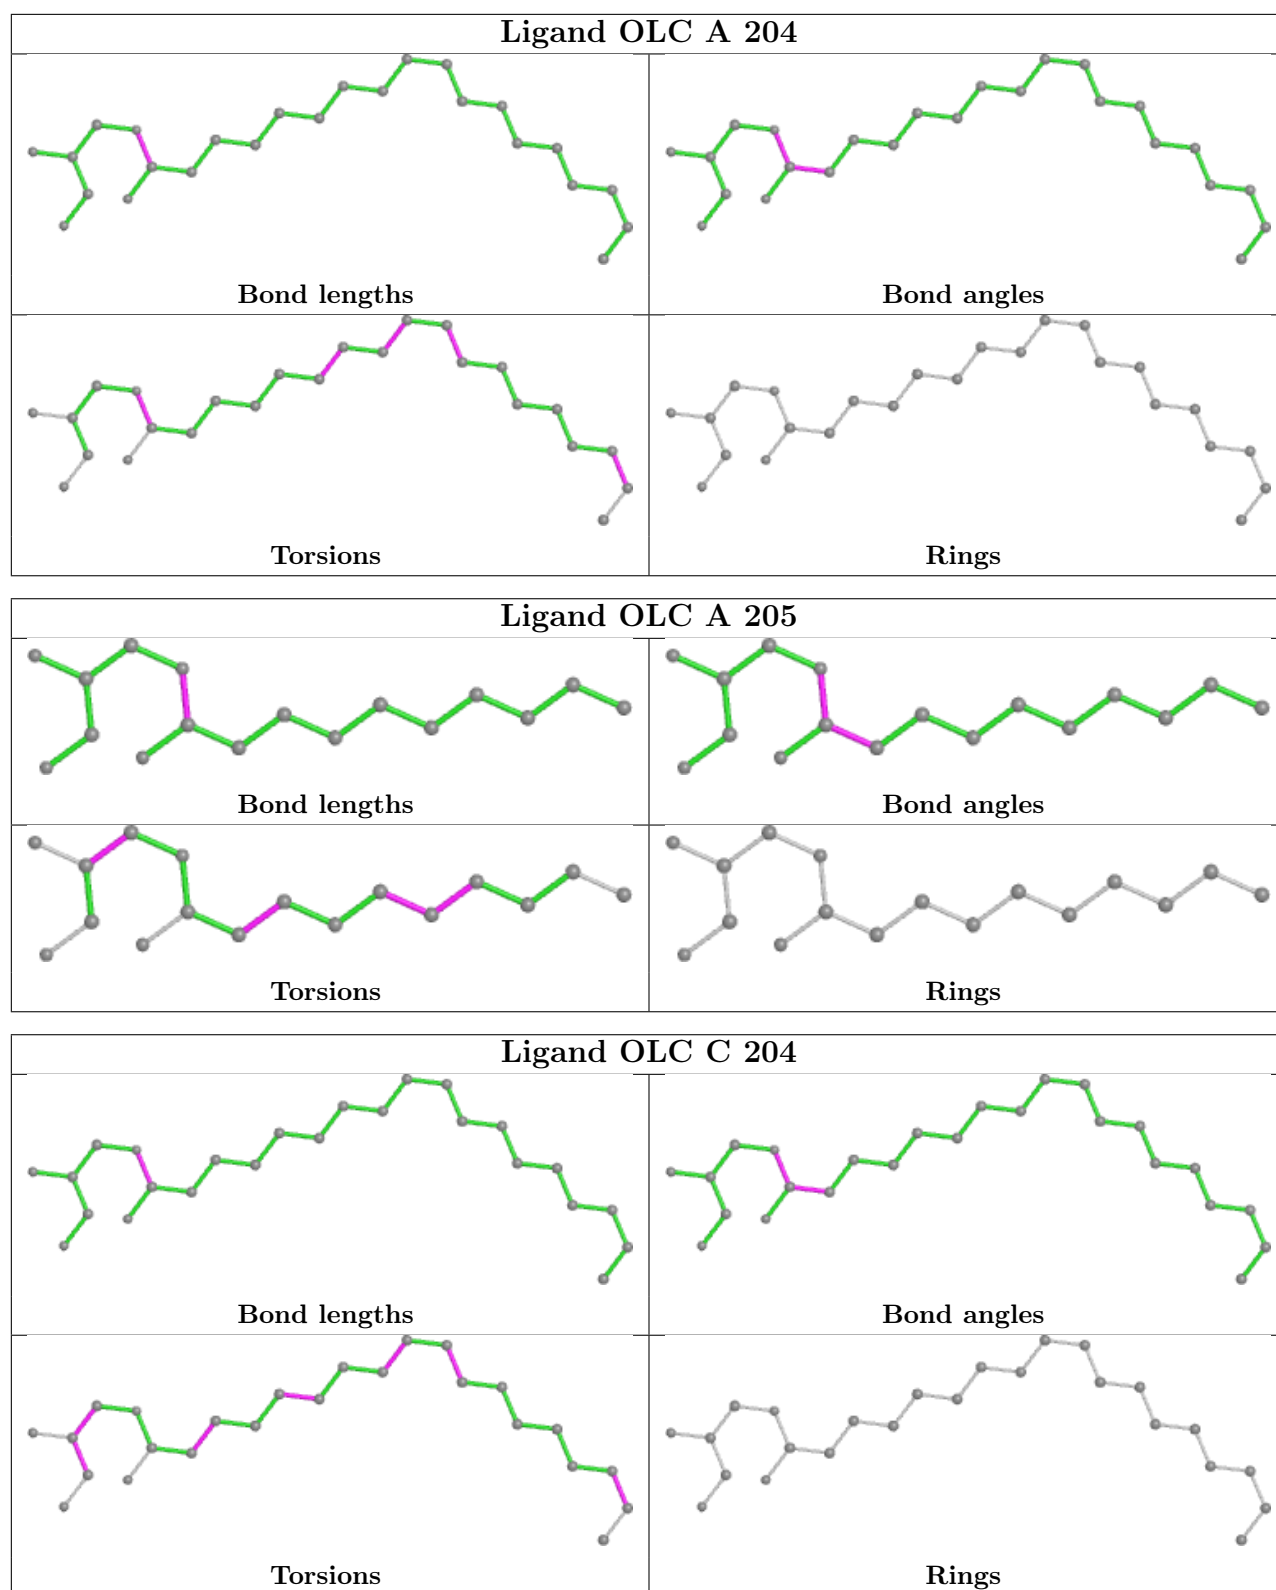 Ligand OLC A 204
Bond lengths
Bond angles
Torsions
Rings
Ligand OLC A 205
Bond lengths
Bond angles
Torsions
Rings
Ligand OLC C 204
Bond lengths
Bond angles
Torsions
Rings